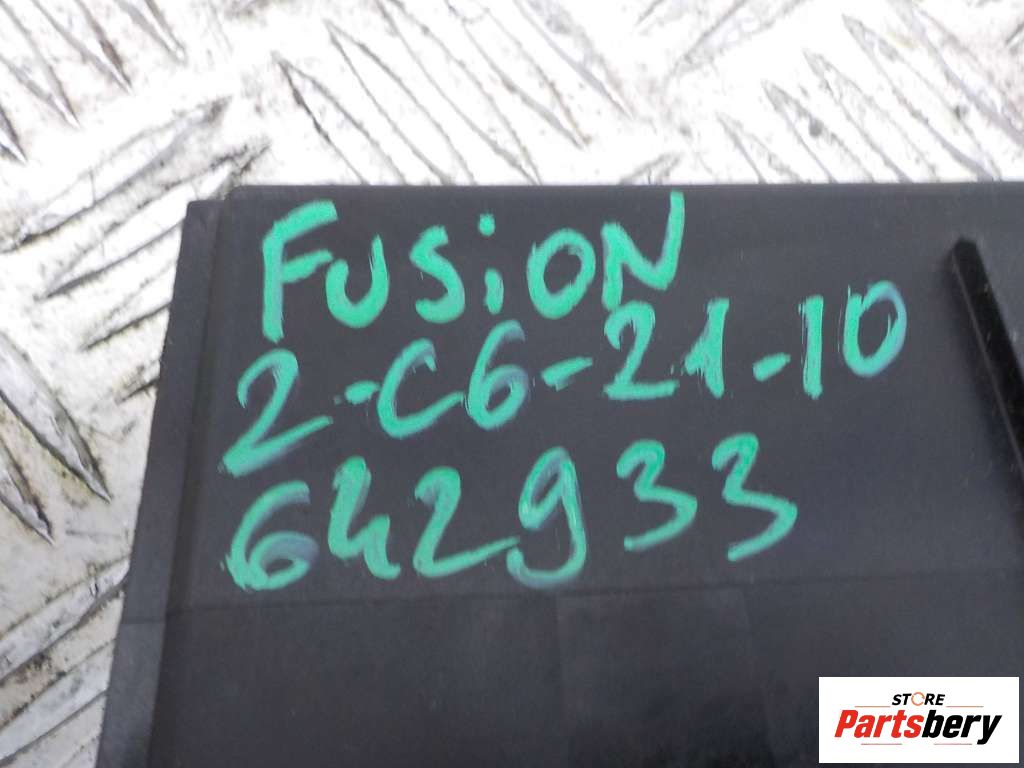 FUSiON
2-C6-21-10
642933
STORE
Partsbery